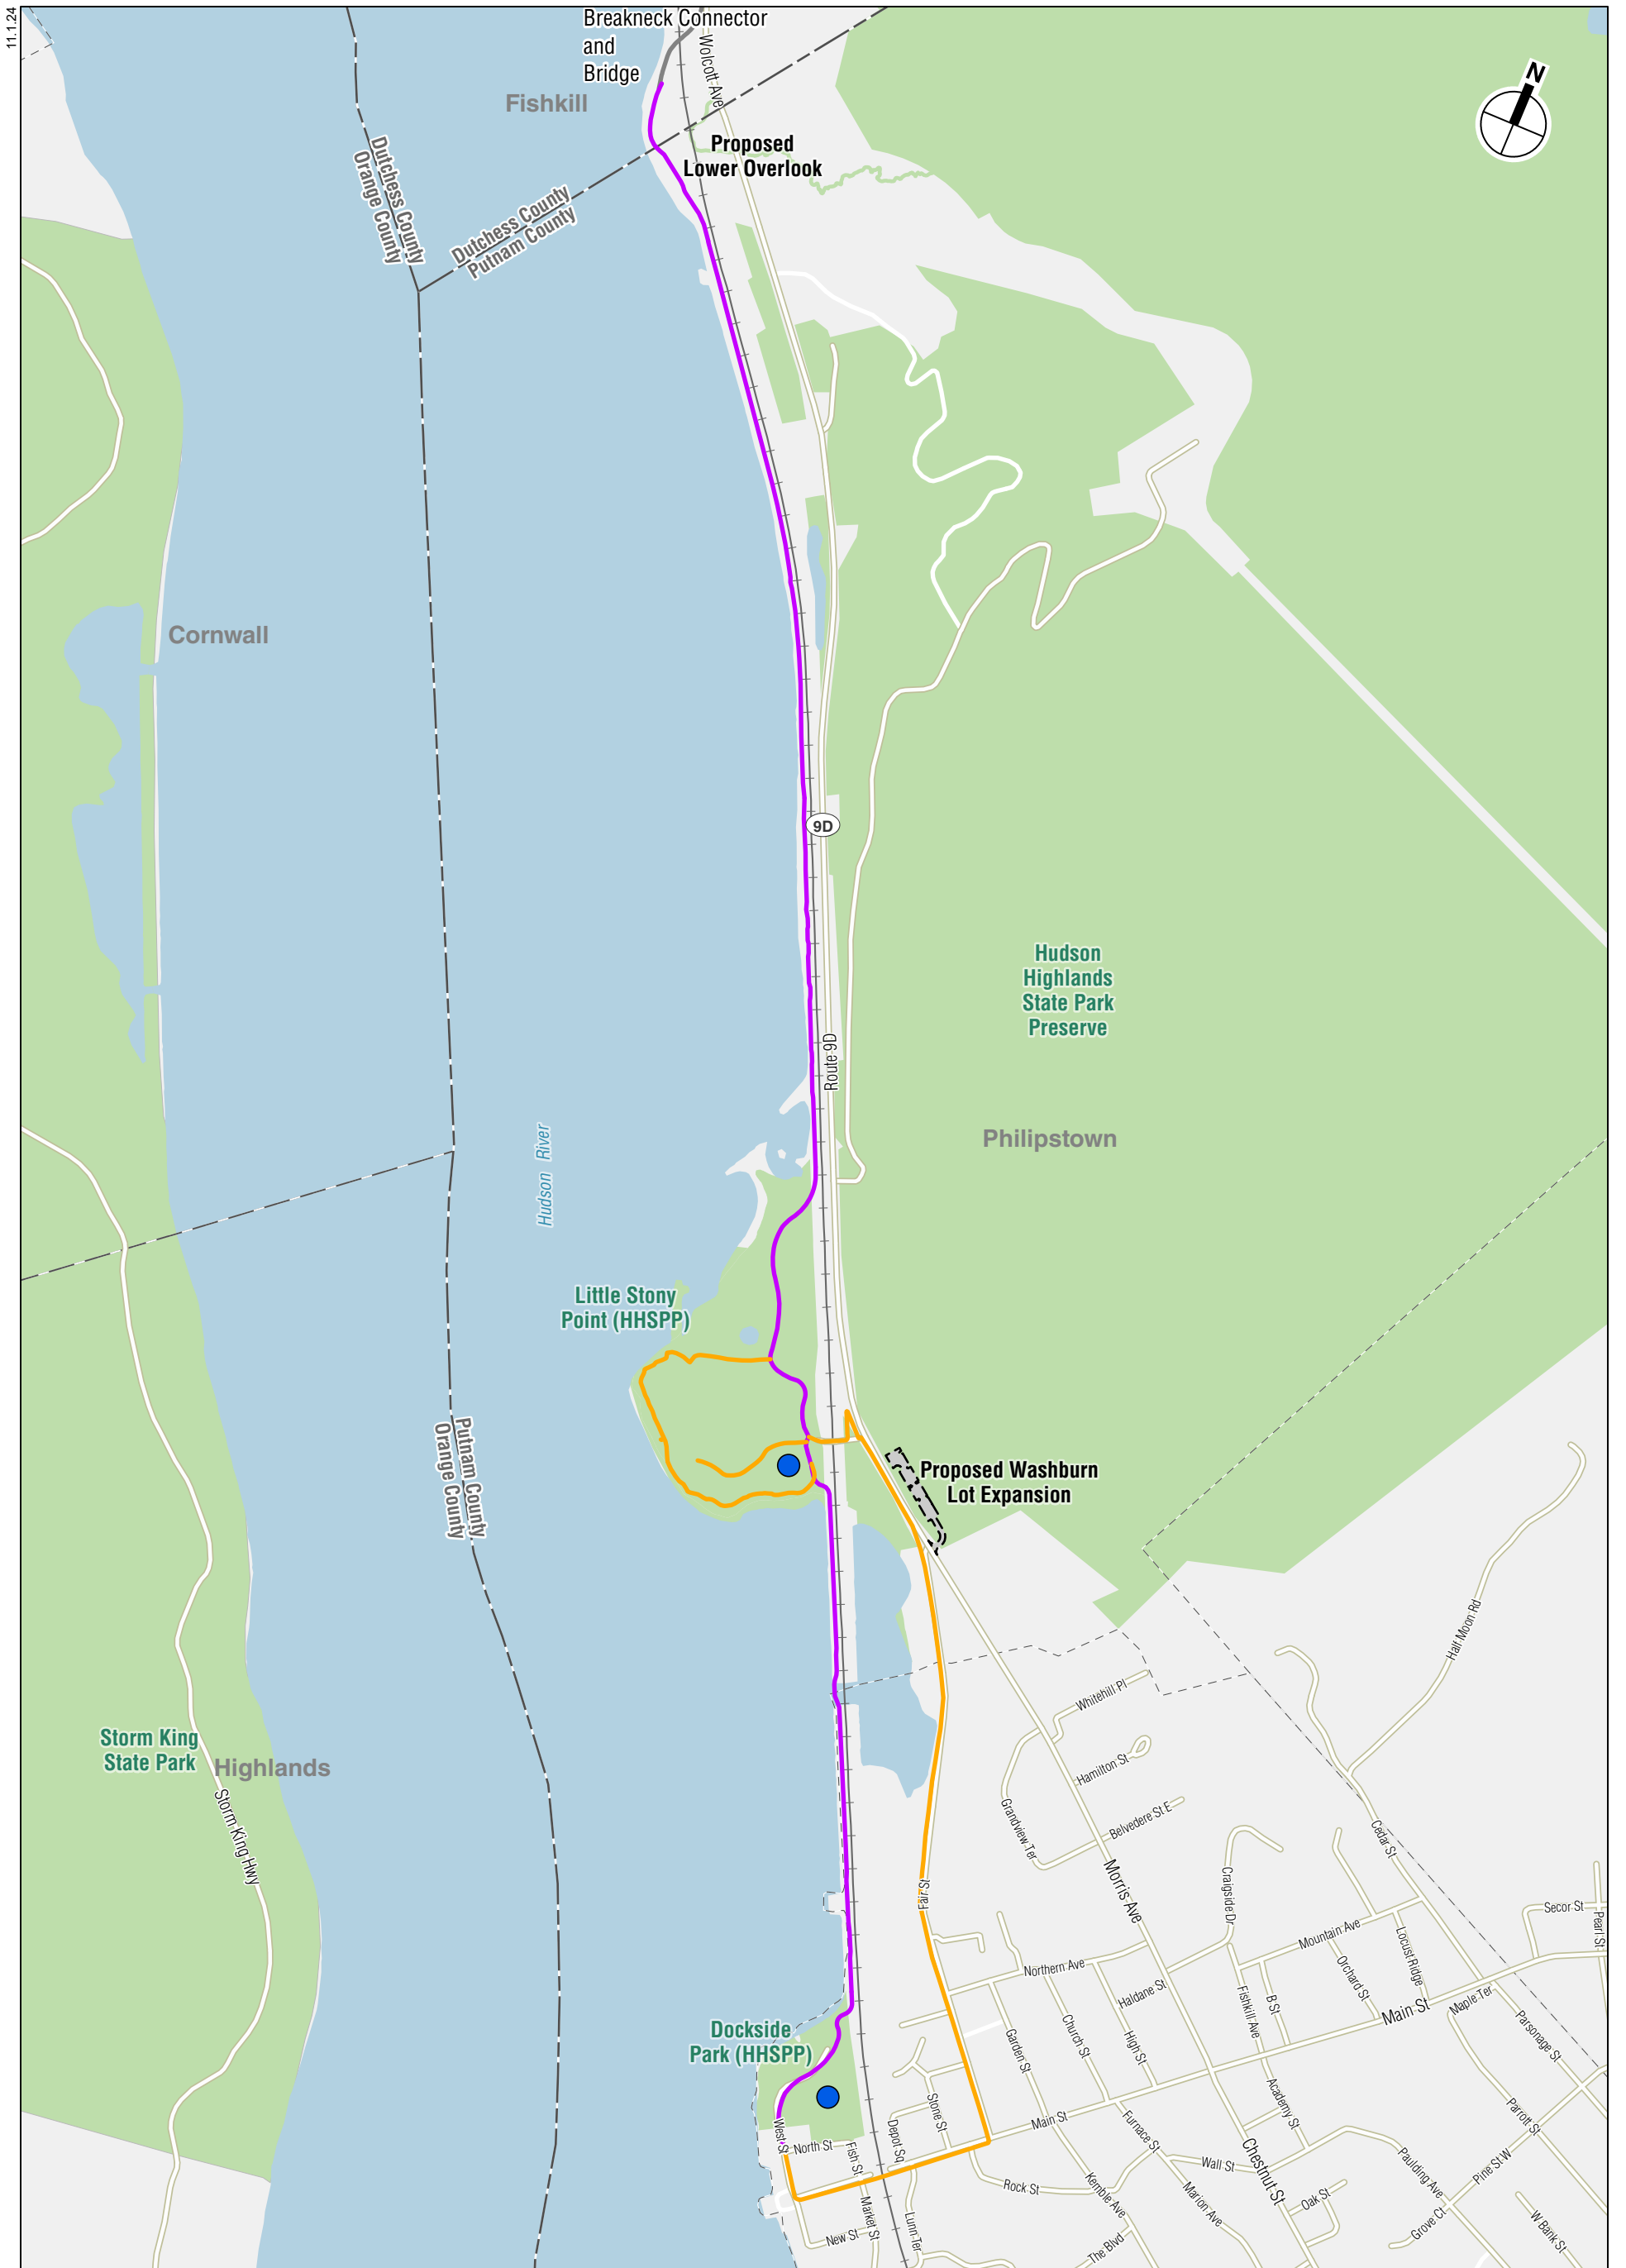 11.1.24
Breakneck Connector
and
Bridge
Wolcott Ave
N
Fishkill
Proposed
Lower Overlook
Dutchess County
Orange County
Dutchess County
Putnam County
Cornwall
9D
Hudson
Highlands
State Park
Preserve
Route 9D
Philipstown
Hudson River
Little Stony
Point (HHSPP)
Putnam County
Orange County
Proposed Washburn
Lot Expansion
Half Moon Rd
Whitehill Pl
Storm King
State Park
Highlands
Hamilton St
Storm King Hwy
Grandview Ter
Belvedere St E
Cedar St
Morris Ave
Fair St
Craigside Dr
Secor St
Pearl St
Mountain Ave
Locust Ridge
Northern Ave
Orchard St
Haldane St
Fishkill Ave
B St
Main St
Maple Ter
Parsonage St
Dockside
Park (HHSPP)
Garden St
Church St
High St
Stone St
Academy St
Parrott St
Main St
West St
North St
Fish St
Depot Sq
Furnace St
Chestnut St
Wall St
Paulding Ave
Pine St W
Rock St
Kemble Ave
Marion Ave
Oak St
Grove Ct
W Bank St
Market St
New St
Lunn Ter
The Blvd